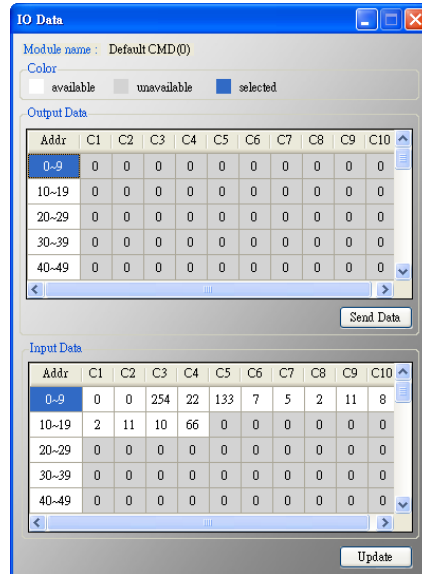 IO Data
Module name : Default CMD(0)
Color
available unavailable selected
Output Data
Addr C1 C2 C3 C4 C5 C6 C7 C8 C9 C10
0~9 0 0 0 0 0 0 0 0 0 0
10~19 0 0 0 0 0 0 0 0 0 0
20~29 0 0 0 0 0 0 0 0 0 0
30~39 0 0 0 0 0 0 0 0 0 0
40~49 0 0 0 0 0 0 0 0 0 0
Send Data
Input Data
Addr C1 C2 C3 C4 C5 C6 C7 C8 C9 C10
0~9 0 0 254 22 133 7 5 2 11 8
10~19 2 11 10 66 0 0 0 0 0 0
20~29 0 0 0 0 0 0 0 0 0 0
30~39 0 0 0 0 0 0 0 0 0 0
40~49 0 0 0 0 0 0 0 0 0 0
Update